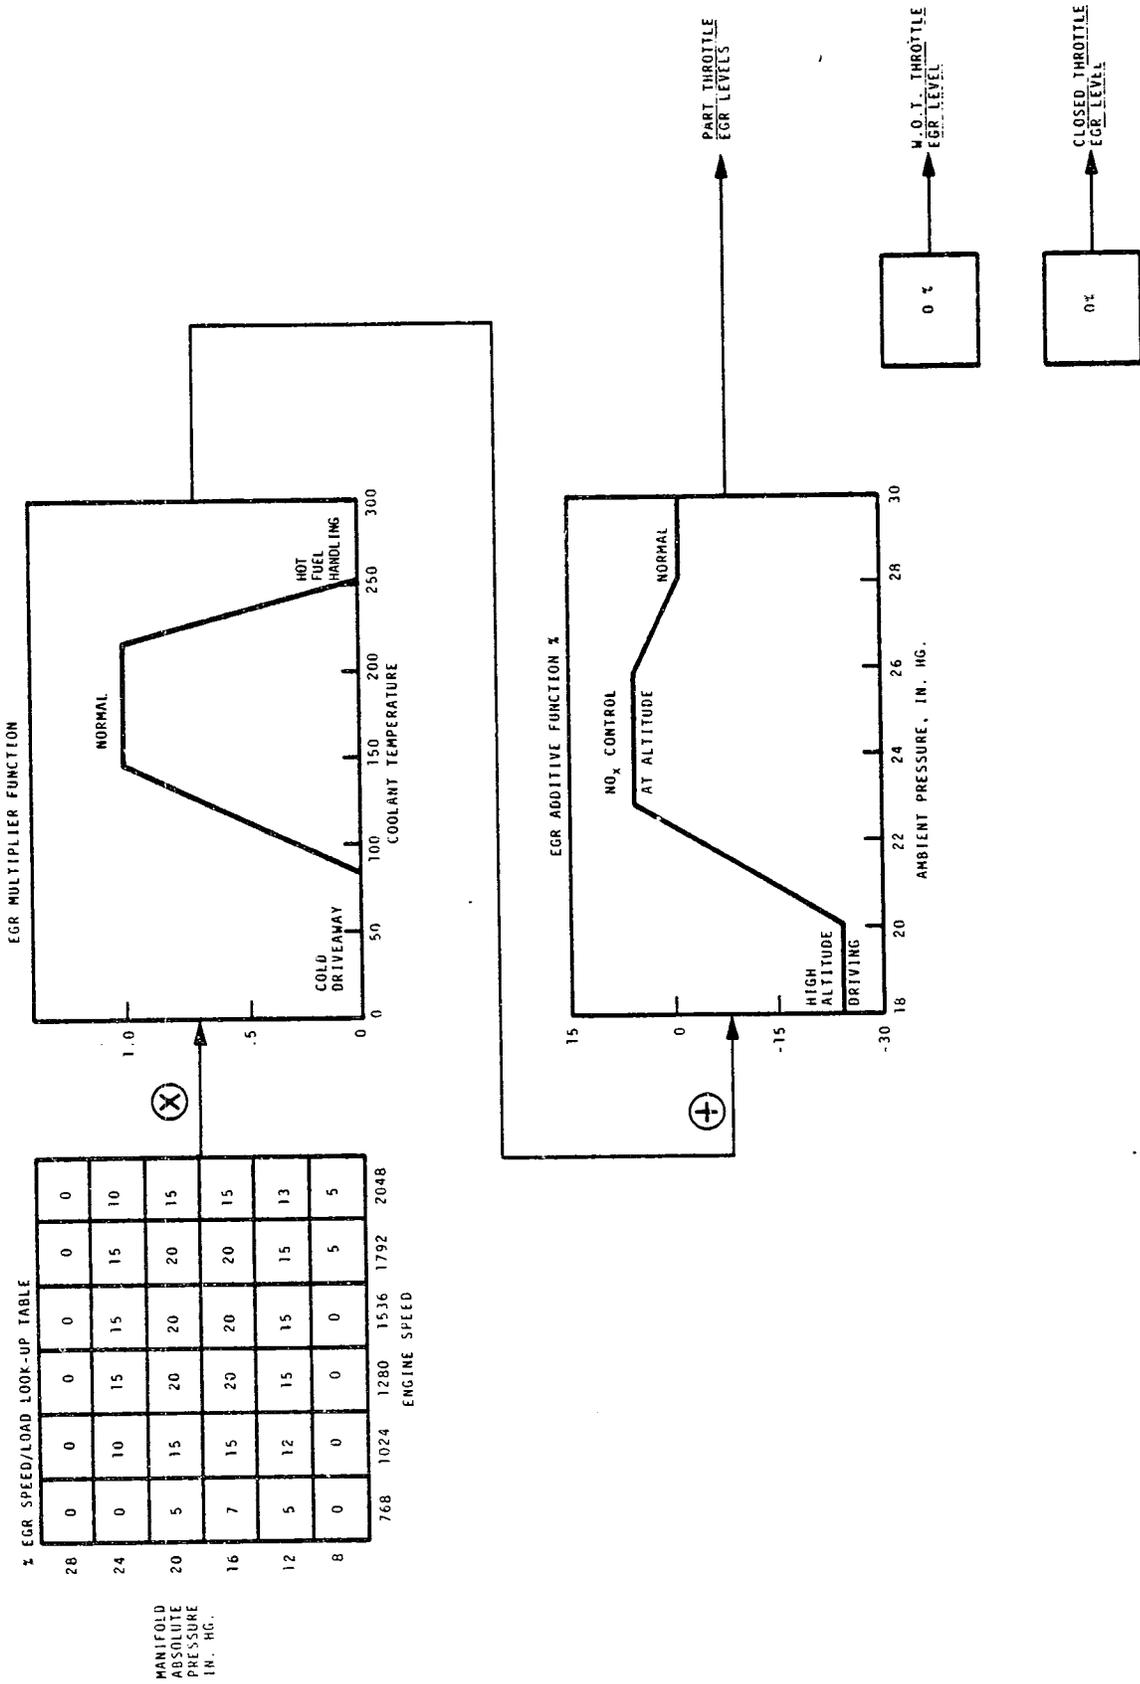 % EGR SPEED/LOAD LOOK-UP TABLE
MANIFOLD
ABSOLUTE
PRESSURE
IN. HG.
28 0 0 0 0 0 0
24 0 10 15 15 15 10
20 5 15 20 20 20 15
16 7 15 20 20 20 15
12 5 12 15 15 15 13
8 0 0 0 0 5 5
768 1024 1280 1536 1792 2048
ENGINE SPEED
X
EGR MULTIPLIER FUNCTION
1.0
.5
0
NORMAL
COLD
DRIVEAWAY
HOT
FUEL
HANDLING
0 50 100 150 200 250 300
COOLANT TEMPERATURE
+
EGR ADDITIVE FUNCTION %
15
0
-15
-30
NOx CONTROL
AT ALTITUDE
NORMAL
HIGH
ALTITUDE
DRIVING
18 20 22 24 26 28 30
AMBIENT PRESSURE, IN. HG.
PART THROTTLE
EGR LEVELS
0 %
W.O.T. THROTTLE
EGR LEVEL
0%
CLOSED THROTTLE
EGR LEVEL